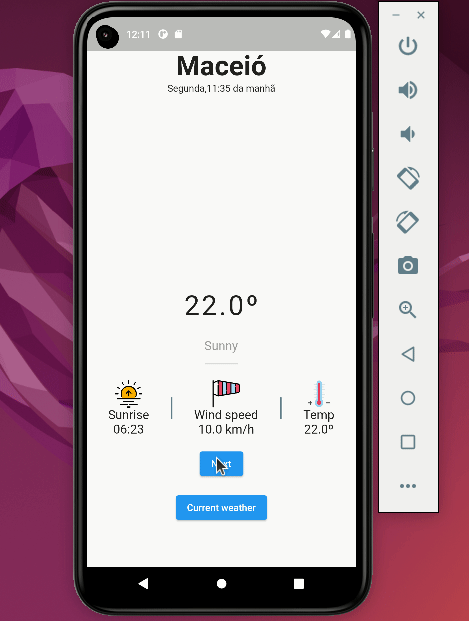 12:11
Maceió
Segunda,11:35 da manhã
22.0º
Sunny
Sunrise
06:23
Wind speed
10.0 km/h
Temp
22.0º
Current weather